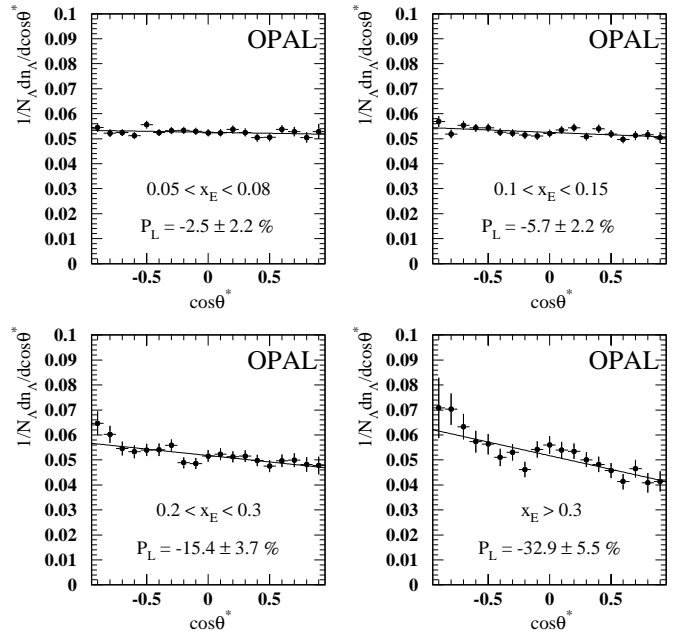 1/N_Λ dn_Λ/dcosθ*
0.1
0.09
0.08
0.07
0.06
0.05
0.04
0.03
0.02
0.01
0
OPAL
0.05 < x_E < 0.08
P_L = -2.5 ± 2.2 %
-0.5 0 0.5
cosθ*
1/N_Λ dn_Λ/dcosθ*
0.1
0.09
0.08
0.07
0.06
0.05
0.04
0.03
0.02
0.01
0
OPAL
0.1 < x_E < 0.15
P_L = -5.7 ± 2.2 %
-0.5 0 0.5
cosθ*
1/N_Λ dn_Λ/dcosθ*
0.1
0.09
0.08
0.07
0.06
0.05
0.04
0.03
0.02
0.01
0
OPAL
0.2 < x_E < 0.3
P_L = -15.4 ± 3.7 %
-0.5 0 0.5
cosθ*
1/N_Λ dn_Λ/dcosθ*
0.1
0.09
0.08
0.07
0.06
0.05
0.04
0.03
0.02
0.01
0
OPAL
x_E > 0.3
P_L = -32.9 ± 5.5 %
-0.5 0 0.5
cosθ*